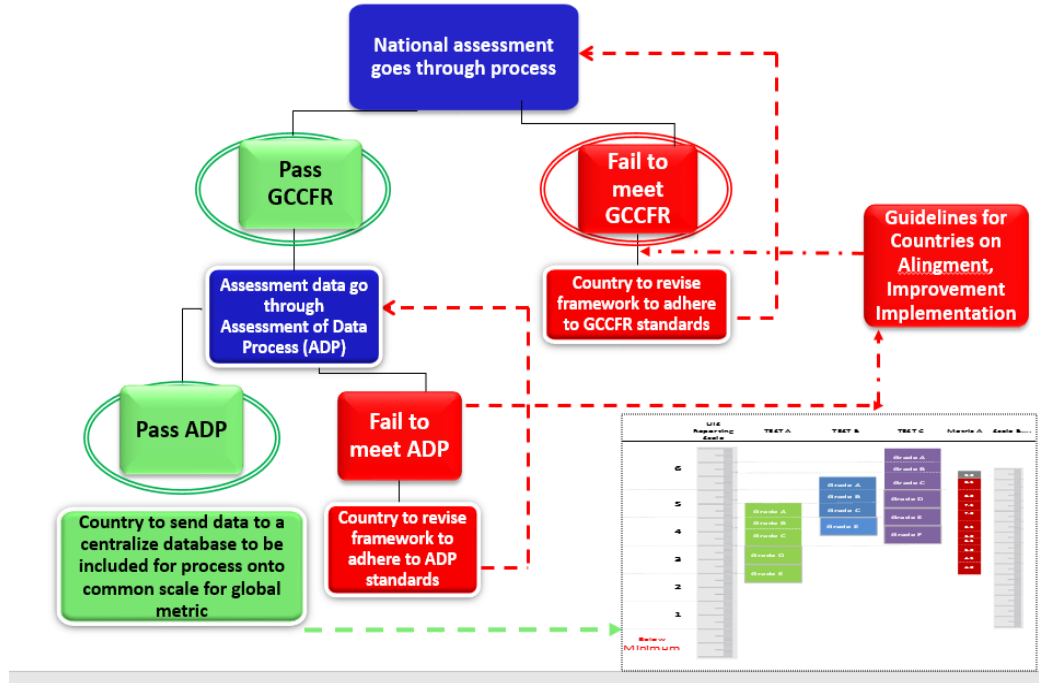 National assessment
goes through process
Pass
GCCFR
Fail to
meet
GCCFR
Guidelines for
Countries on
Alingment,
Improvement
Implementation
Assessment data go
through
Assessment of Data
Process (ADP)
Country to revise
framework to adhere
to GCCFR standards
Pass ADP
Fail to
meet ADP
Country to send data to a
centralize database to be
included for process onto
common scale for global
metric
Country to revise
framework to
adhere to ADP
standards
UIS
Reporting
Scale
TEST A
TEST B
TEST C
Metric A
Scale B....
6
5
4
3
2
1
Below
Minimum
Grade A
Grade B
Grade C
Grade D
Grade E
Grade A
Grade B
Grade C
Grade E
Grade A
Grade B
Grade C
Grade D
Grade E
Grade F